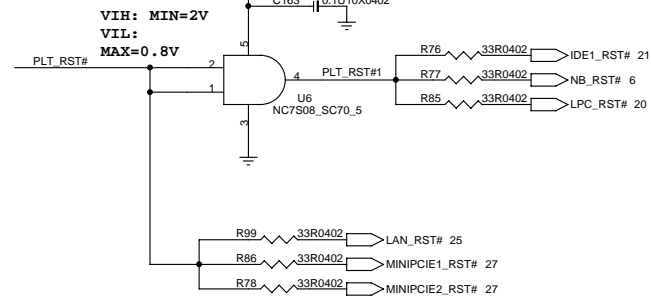 C163 0.1U10X0402
VIH: MIN=2V
VIL:
MAX=0.8V
5
PLT_RST#
2
1
4
PLT_RST#1
U6
NC7S08_SC70_5
3
R76 33R0402 IDE1_RST# 21
R77 33R0402 NB_RST# 6
R85 33R0402 LPC_RST# 20
R99 33R0402 LAN_RST# 25
R86 33R0402 MINIPCIE1_RST# 27
R78 33R0402 MINIPCIE2_RST# 27